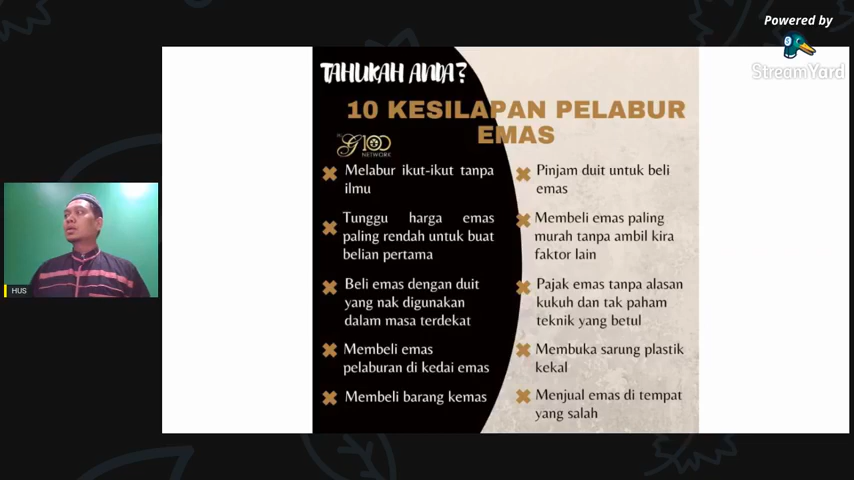 Powered by
StreamYard
TAHUKAH ANDA?
10 KESILAPAN PELABUR
EMAS
G100
NETWORK
Melabur ikut-ikut tanpa
ilmu
Tunggu harga emas
paling rendah untuk buat
belian pertama
Beli emas dengan duit
yang nak digunakan
dalam masa terdekat
Membeli emas
pelaburan di kedai emas
Membeli barang kemas
Pinjam duit untuk beli
emas
Membeli emas paling
murah tanpa ambil kira
faktor lain
Pajak emas tanpa alasan
kukuh dan tak paham
teknik yang betul
Membuka sarung plastik
kekal
Menjual emas di tempat
yang salah
HUS